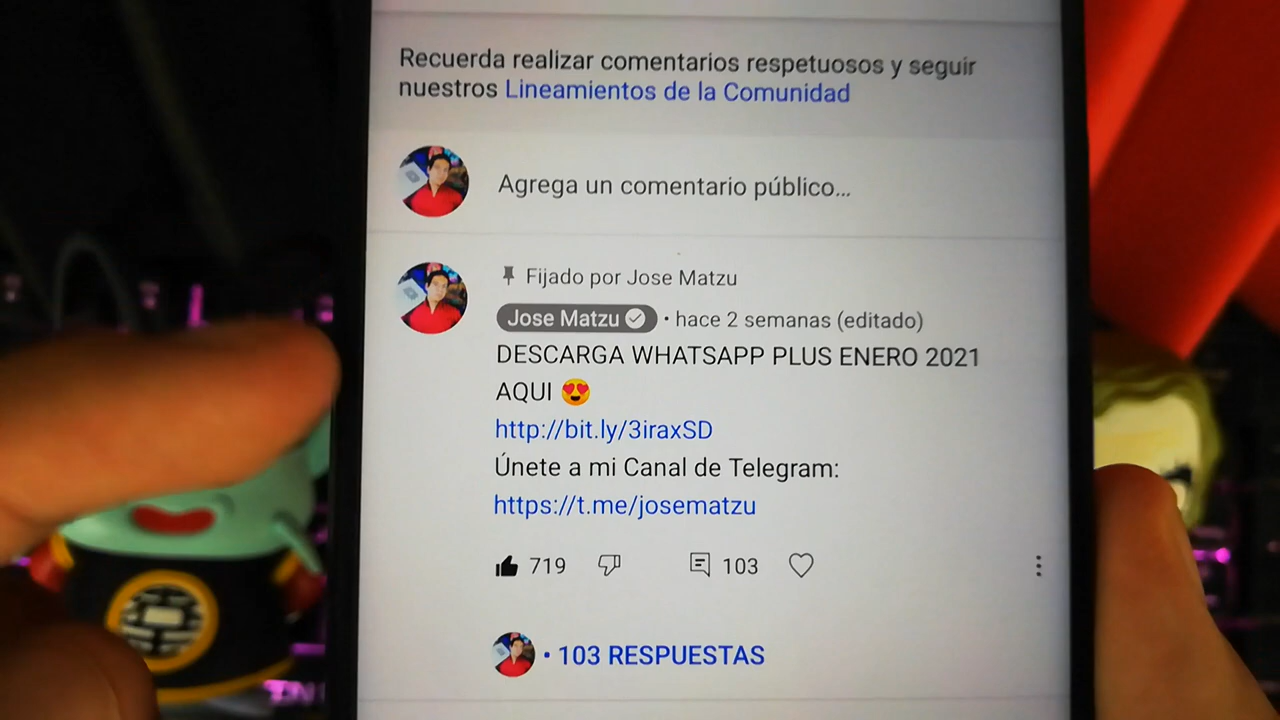 Recuerda realizar comentarios respetuosos y seguir
nuestros Lineamientos de la Comunidad
Agrega un comentario público...
Fijado por Jose Matzu
Jose Matzu • hace 2 semanas (editado)
DESCARGA WHATSAPP PLUS ENERO 2021
AQUI 😍
http://bit.ly/3iraxSD
Únete a mi Canal de Telegram:
https://t.me/josematzu
719 103
• 103 RESPUESTAS